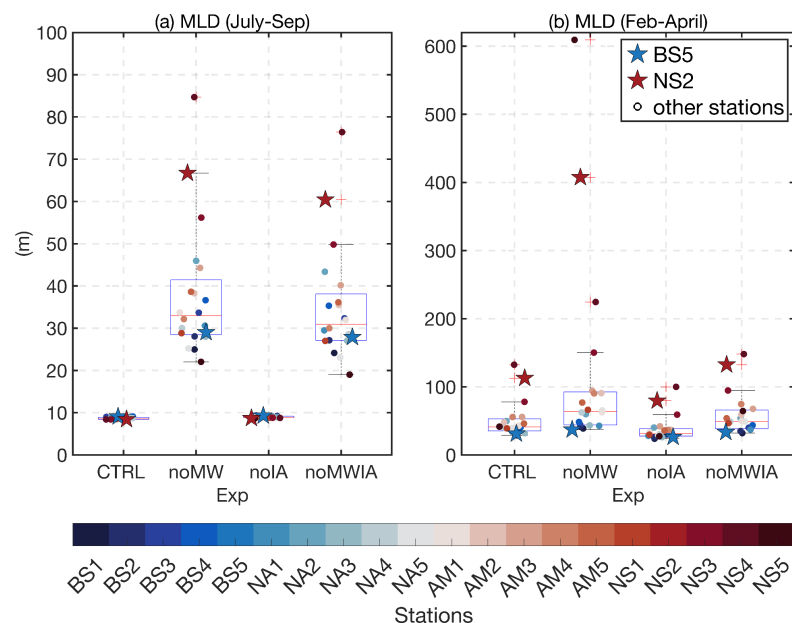 (a) MLD (July-Sep)
(b) MLD (Feb-April)
100
90
80
70
60
50
40
30
20
10
0
(m)
CTRL noMW noIA noMWIA
Exp
600
500
400
300
200
100
0
BS5
NS2
other stations
CTRL noMW noIA noMWIA
Exp
BS1 BS2 BS3 BS4 BS5 NA1 NA2 NA3 NA4 NA5 AM1 AM2 AM3 AM4 AM5 NS1 NS2 NS3 NS4 NS5
Stations